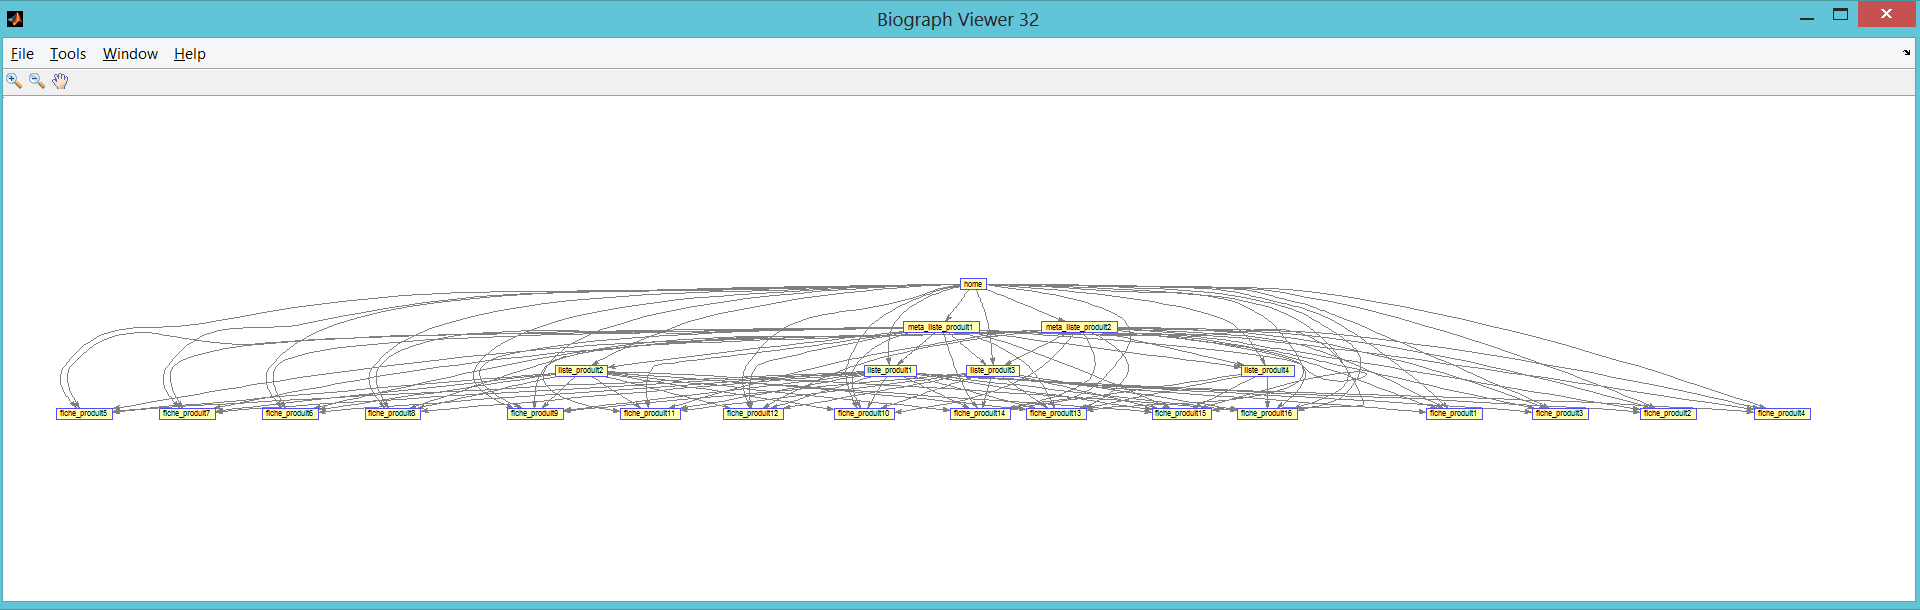 Biograph Viewer 32
File Tools Window Help
home
meta_liste_produit1 meta_liste_produit2
liste_produit2 liste_produit1 liste_produit3 liste_produit4
fiche_produit5 fiche_produit7 fiche_produit6 fiche_produit8 fiche_produit9 fiche_produit11 fiche_produit12 fiche_produit10 fiche_produit14 fiche_produit13 fiche_produit15 fiche_produit16 fiche_produit1 fiche_produit3 fiche_produit2 fiche_produit4